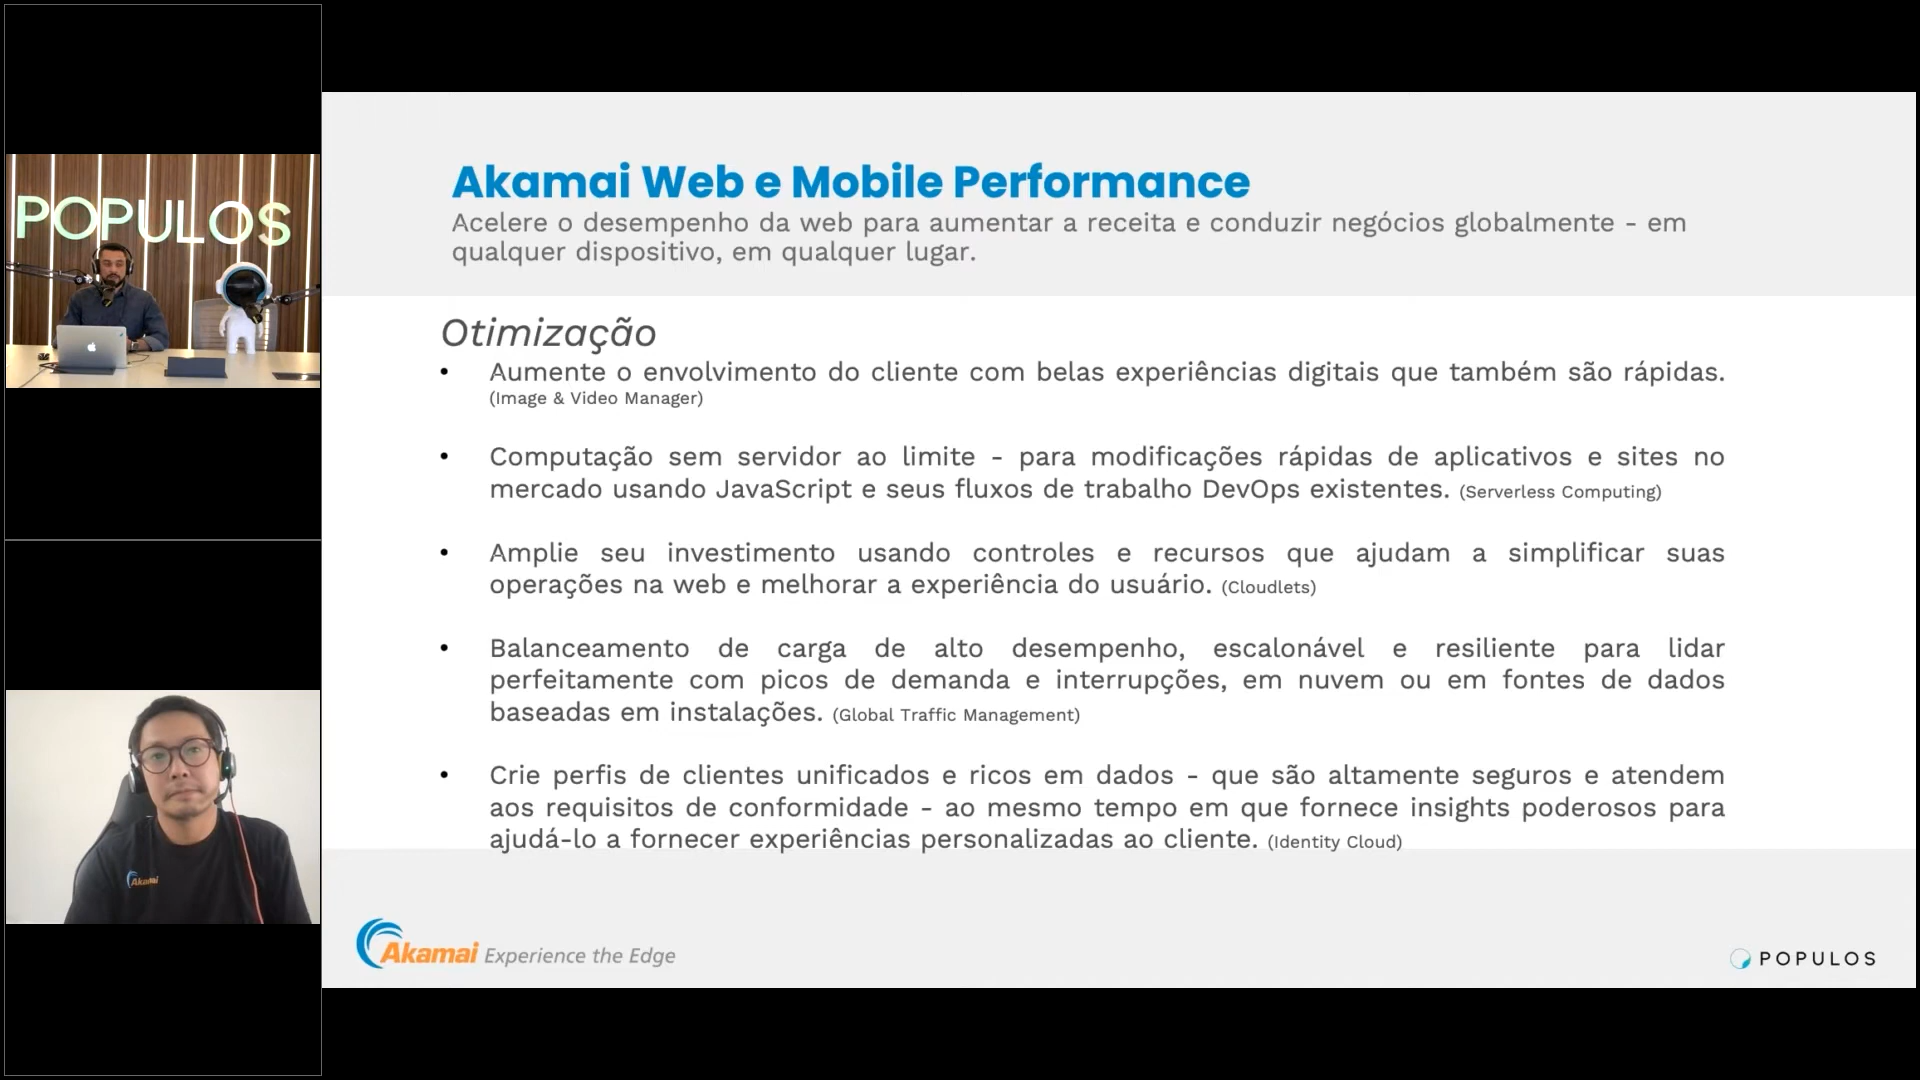 POPULOS
Akamai
Akamai Web e Mobile Performance
Acelere o desempenho da web para aumentar a receita e conduzir negócios globalmente - em
qualquer dispositivo, em qualquer lugar.
Otimização
• Aumente o envolvimento do cliente com belas experiências digitais que também são rápidas.
(Image & Video Manager)
• Computação sem servidor ao limite - para modificações rápidas de aplicativos e sites no
mercado usando JavaScript e seus fluxos de trabalho DevOps existentes. (Serverless Computing)
• Amplie seu investimento usando controles e recursos que ajudam a simplificar suas
operações na web e melhorar a experiência do usuário. (Cloudlets)
• Balanceamento de carga de alto desempenho, escalonável e resiliente para lidar
perfeitamente com picos de demanda e interrupções, em nuvem ou em fontes de dados
baseadas em instalações. (Global Traffic Management)
• Crie perfis de clientes unificados e ricos em dados - que são altamente seguros e atendem
aos requisitos de conformidade - ao mesmo tempo em que fornece insights poderosos para
ajudá-lo a fornecer experiências personalizadas ao cliente. (Identity Cloud)
Akamai Experience the Edge
POPULOS